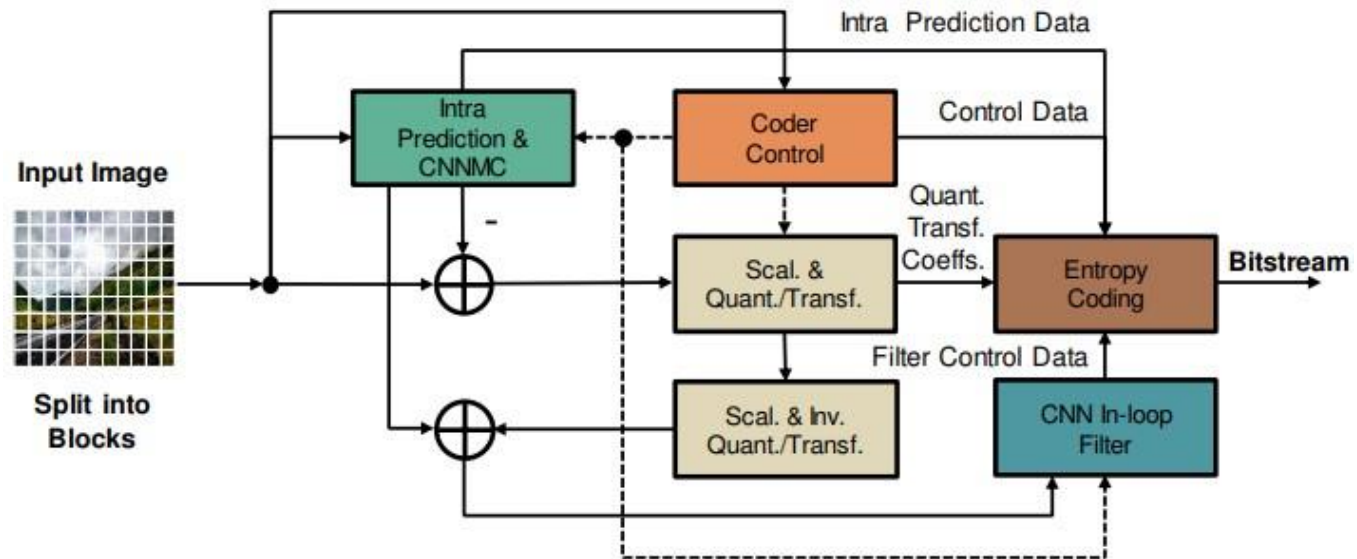 Intra Prediction Data
Intra
Prediction &
CNNMC
Coder
Control
Control Data
Input Image
-
Quant.
Transf.
Coeffs.
Scal. &
Quant./Transf.
Entropy
Coding
Bitstream
Filter Control Data
Split into
Blocks
Scal. & Inv.
Quant./Transf.
CNN In-loop
Filter